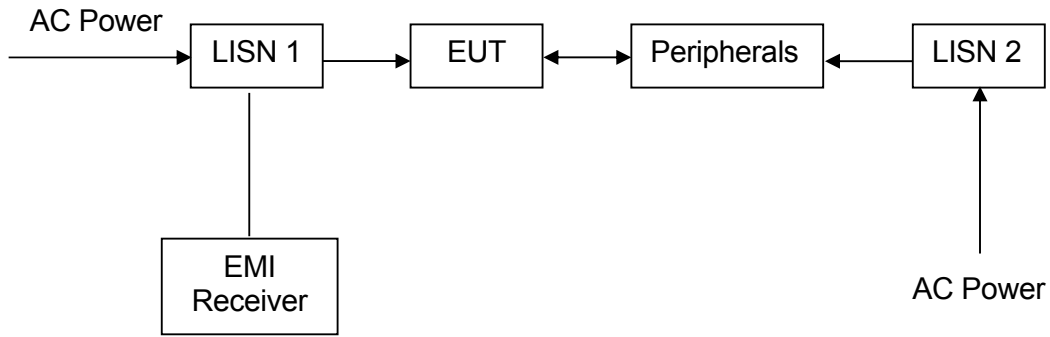 AC Power
LISN 1
EUT
Peripherals
LISN 2
EMI
Receiver
AC Power